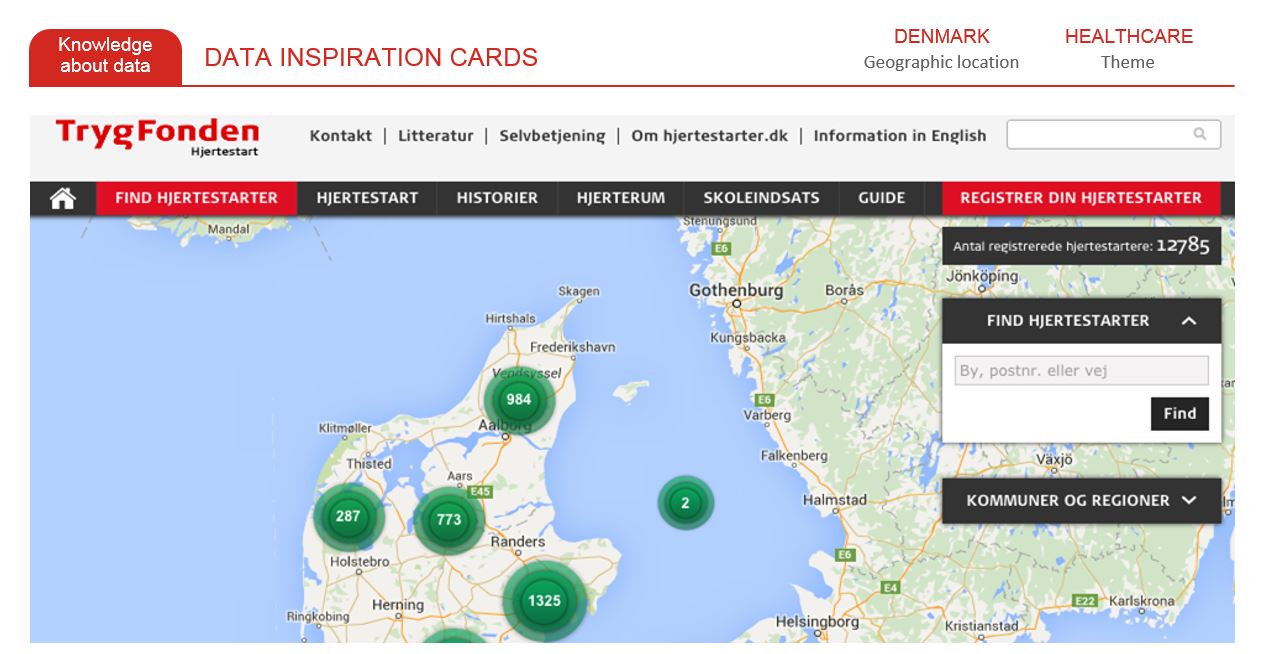 Knowledge
about data
DATA INSPIRATION CARDS
DENMARK
Geographic location
HEALTHCARE
Theme
TrygFonden
Hjertestart
Kontakt | Litteratur | Selvbetjening | Om hjertestarter.dk | Information in English
FIND HJERTESTARTER
HJERTESTART
HISTORIER
HJERTERUM
SKOLEINDSATS
GUIDE
REGISTRER DIN HJERTESTARTER
Antal registrerede hjertestartere: 12785
FIND HJERTESTARTER
By, postnr. eller vej
Find
KOMMUNER OG REGIONER
Mandal
Stenungsund
E6
Jönköping
Gothenburg
Borås
Skagen
Hirtshals
Kungsbacka
Frederikshavn
Vendsyssel
984
E6
Varberg
Klitmøller
Aalborg
Falkenberg
Växjö
Thisted
Aars
E45
2
Halmstad
287
773
Randers
E6
Holstebro
E4
1325
E22
Karlskrona
Herning
Ringkobing
Helsingborg
Kristianstad